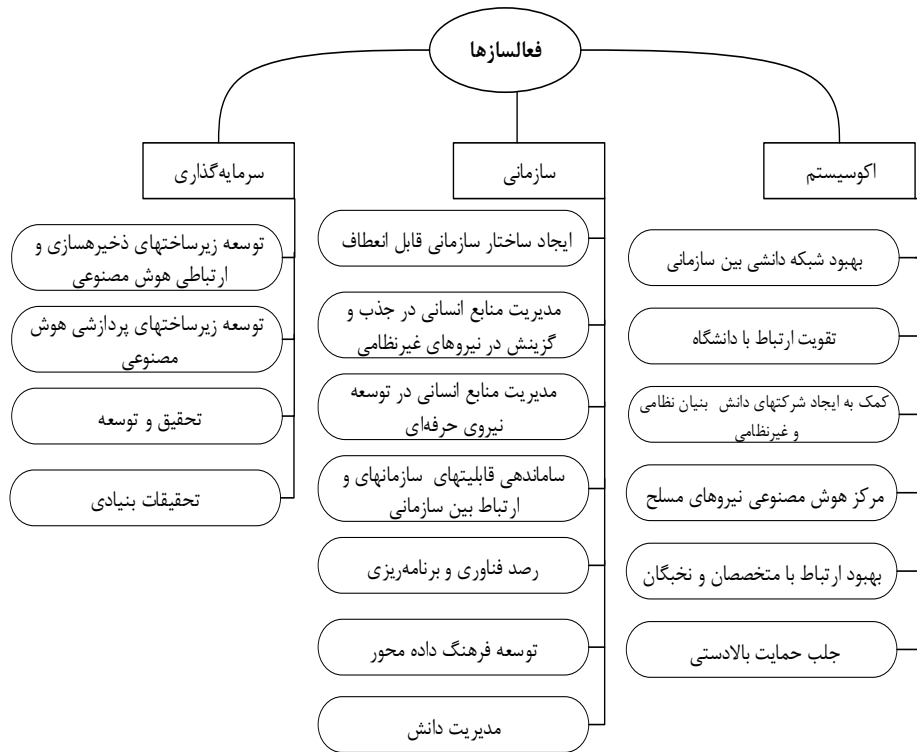 فعالسازها
اکوسیستم
بهبود شبکه دانشی بین سازمانی
تقویت ارتباط با دانشگاه
کمک به ایجاد شرکتهای دانش بنیان نظامی
و غیرنظامی
مرکز هوش مصنوعی نیروهای مسلح
بهبود ارتباط با متخصصان و نخبگان
جلب حمایت بالادستی
سازمانی
ایجاد ساختار سازمانی قابل انعطاف
مدیریت منابع انسانی در جذب و
گزینش در نیروهای غیرنظامی
مدیریت منابع انسانی در توسعه
نیروی حرفه‌ای
ساماندهی قابلیتهای سازمانهای و
ارتباط بین سازمانی
رصد فناوری و برنامه‌ریزی
توسعه فرهنگ داده محور
مدیریت دانش
سرمایه‌گذاری
توسعه زیرساختهای ذخیرهسازی و
ارتباطی هوش مصنوعی
توسعه زیرساختهای پردازشی هوش
مصنوعی
تحقیق و توسعه
تحقیقات بنیادی